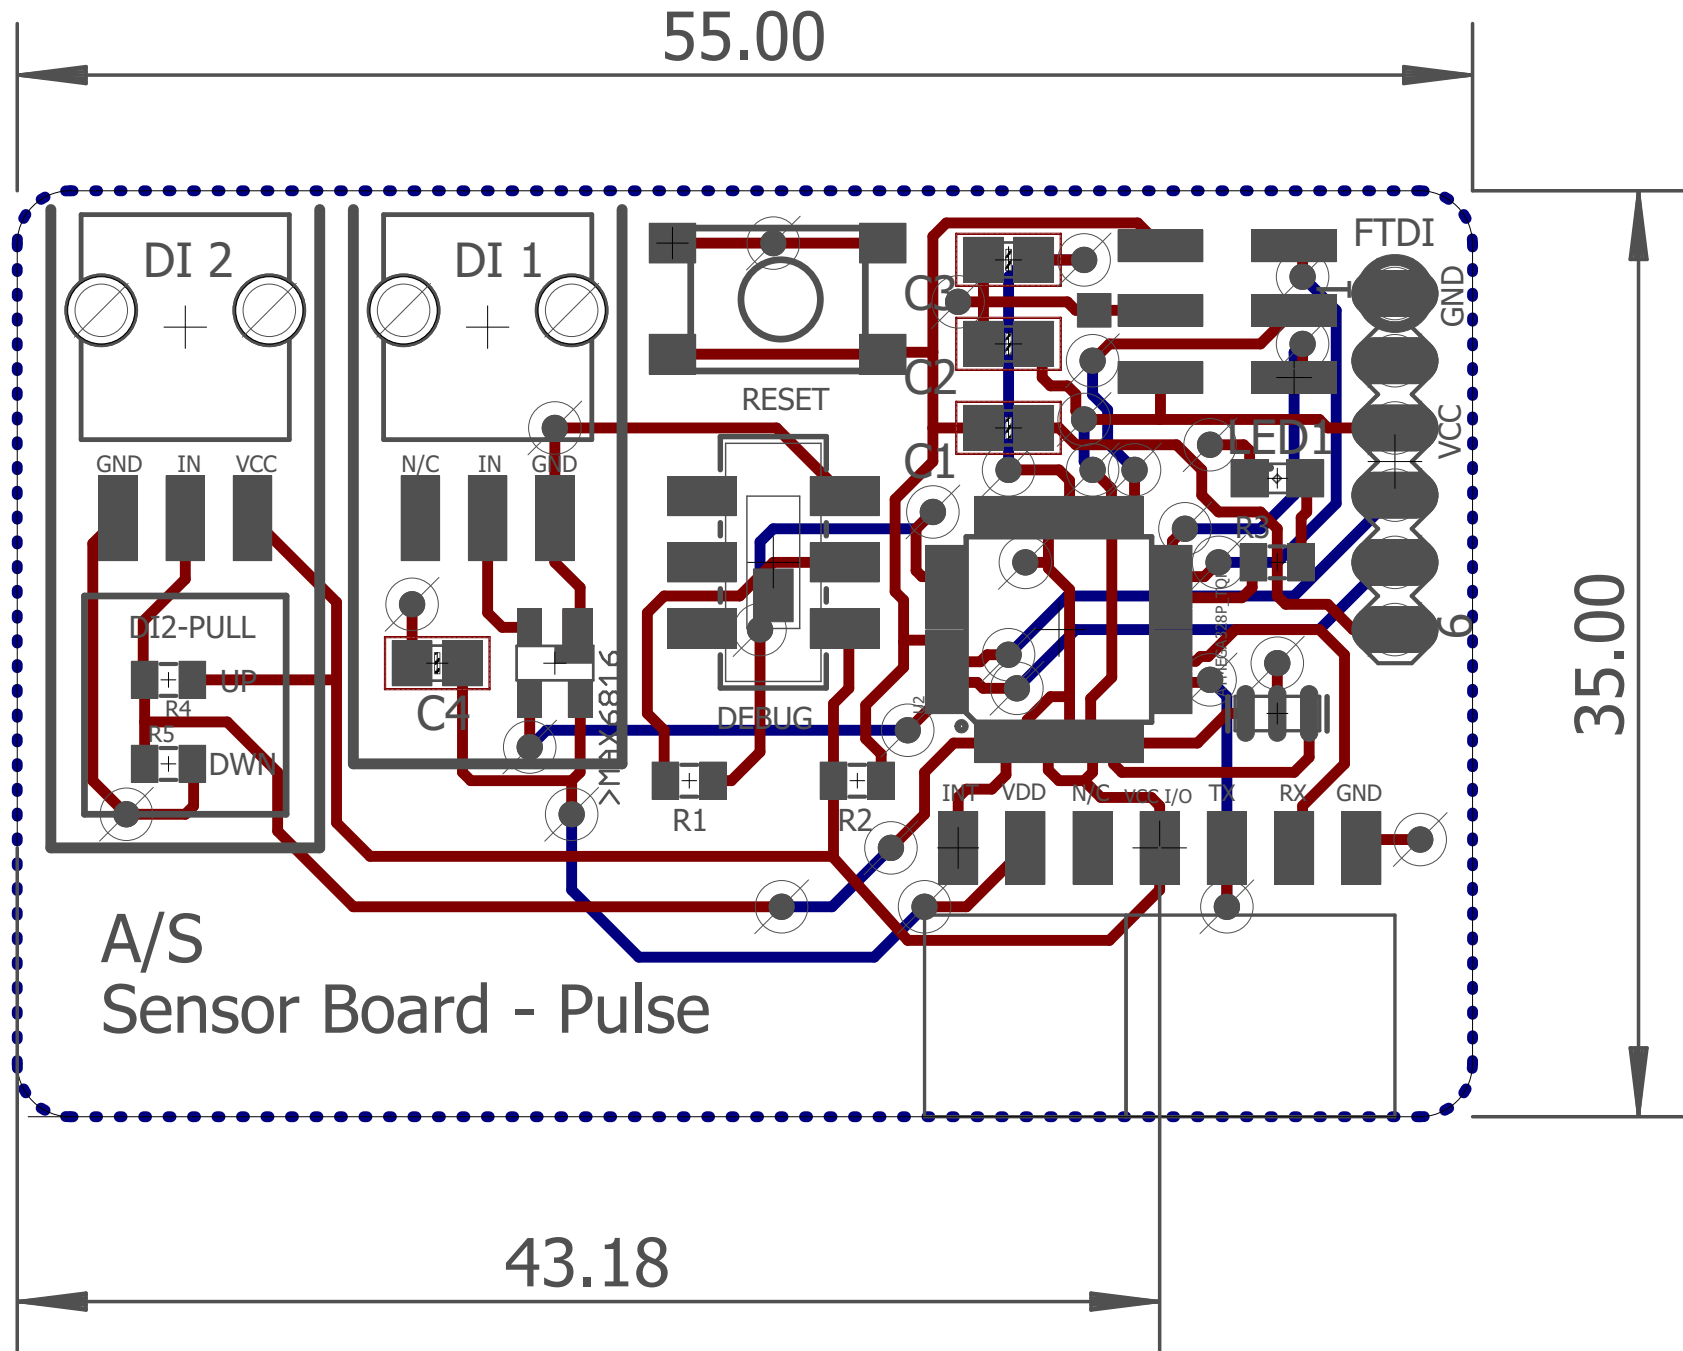 55.00
DI 2
DI 1
FTDI
1
GND
C3
C2
RESET
VCC
LED1
C1
GND IN VCC
N/C IN GND
R3
35.00
DI2-PULL
6
UP
>MAX6816
R4
U2
C4
DEBUG
R5
DWN
INT VDD N/C VCC I/O TX RX GND
R1
R2
A/S
Sensor Board - Pulse
43.18